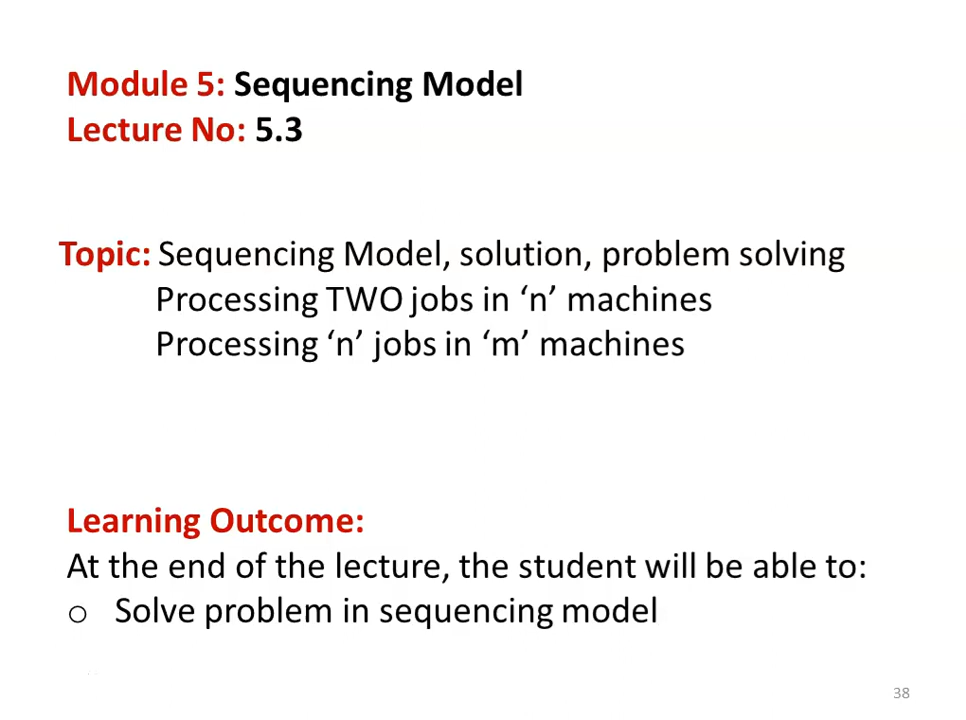 Module 5: Sequencing Model
Lecture No: 5.3
Topic: Sequencing Model, solution, problem solving
Processing TWO jobs in ‘n’ machines
Processing ‘n’ jobs in ‘m’ machines
Learning Outcome:
At the end of the lecture, the student will be able to:
o Solve problem in sequencing model
38